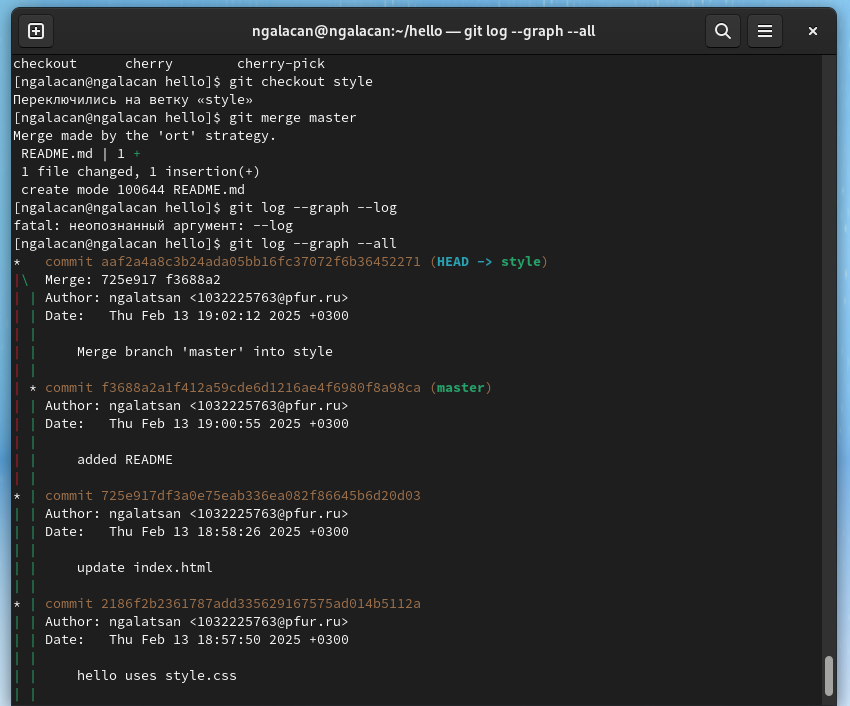 ngalacan@ngalacan:~/hello — git log --graph --all
checkout      cherry        cherry-pick
[ngalacan@ngalacan hello]$ git checkout style
Переключились на ветку «style»
[ngalacan@ngalacan hello]$ git merge master
Merge made by the 'ort' strategy.
 README.md | 1 +
 1 file changed, 1 insertion(+)
 create mode 100644 README.md
[ngalacan@ngalacan hello]$ git log --graph --log
fatal: неопознанный аргумент: --log
[ngalacan@ngalacan hello]$ git log --graph --all
*   commit aaf2a4a8c3b24ada05bb16fc37072f6b36452271 (HEAD -> style)
|\  Merge: 725e917 f3688a2
| | Author: ngalatsan <1032225763@pfur.ru>
| | Date:   Thu Feb 13 19:02:12 2025 +0300
| |
| |     Merge branch 'master' into style
| |
| * commit f3688a2a1f412a59cde6d1216ae4f6980f8a98ca (master)
| | Author: ngalatsan <1032225763@pfur.ru>
| | Date:   Thu Feb 13 19:00:55 2025 +0300
| |
| |     added README
| |
* | commit 725e917df3a0e75eab336ea082f86645b6d20d03
| | Author: ngalatsan <1032225763@pfur.ru>
| | Date:   Thu Feb 13 18:58:26 2025 +0300
| |
| |     update index.html
| |
* | commit 2186f2b2361787add335629167575ad014b5112a
| | Author: ngalatsan <1032225763@pfur.ru>
| | Date:   Thu Feb 13 18:57:50 2025 +0300
| |
| |     hello uses style.css
| |